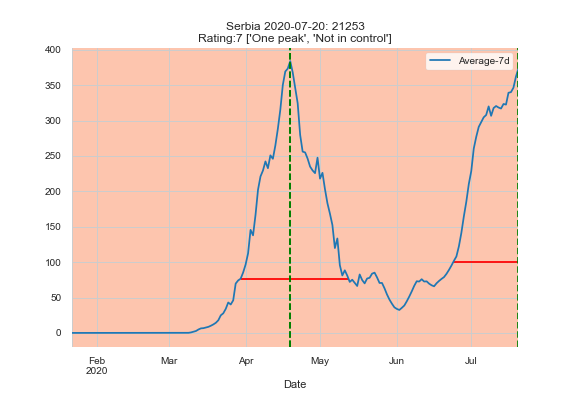 Serbia 2020-07-20: 21253
Rating:7 ['One peak', 'Not in control']
Average-7d
400
350
300
250
200
150
100
50
0
Feb
2020
Mar
Apr
May
Jun
Jul
Date